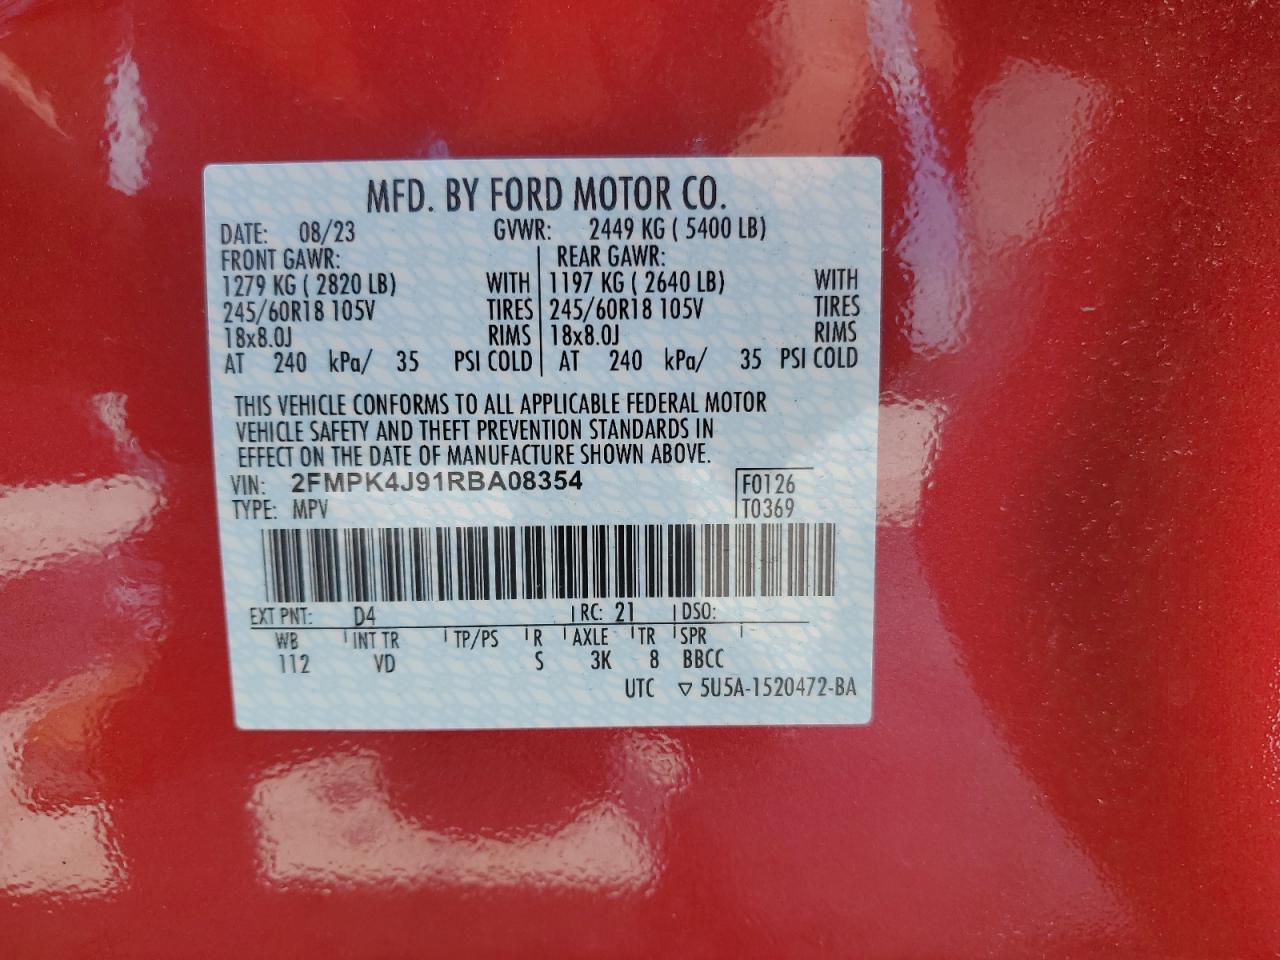 MFD. BY FORD MOTOR CO.
DATE: 08/23 GVWR: 2449 KG ( 5400 LB)
FRONT GAWR: REAR GAWR:
1279 KG ( 2820 LB) WITH 1197 KG ( 2640 LB) WITH
245/60R18 105V TIRES 245/60R18 105V TIRES
18x8.0J RIMS 18x8.0J RIMS
AT 240 kPa/ 35 PSI COLD AT 240 kPa/ 35 PSI COLD
THIS VEHICLE CONFORMS TO ALL APPLICABLE FEDERAL MOTOR
VEHICLE SAFETY AND THEFT PREVENTION STANDARDS IN
EFFECT ON THE DATE OF MANUFACTURE SHOWN ABOVE.
VIN: 2FMPK4J91RBA08354 F0126
TYPE: MPV T0369
EXT PNT: D4 RC: 21 DSO:
WB INT TR TP/PS R AXLE TR SPR
112 VD S 3K 8 BBCC
UTC ▽ 5U5A-1520472-BA